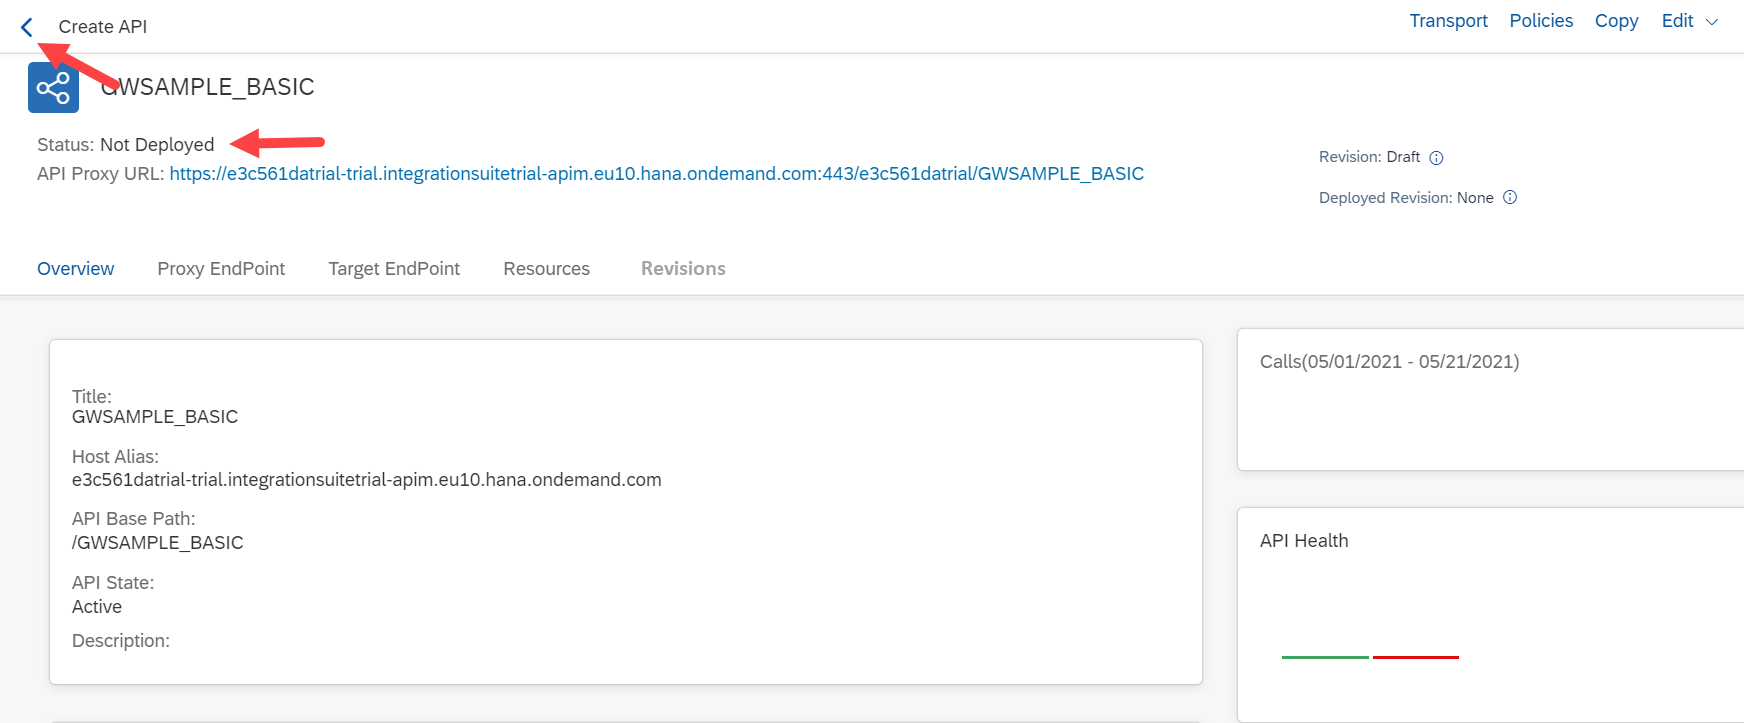 Create API
Transport Policies Copy Edit
GWSAMPLE_BASIC
Status: Not Deployed
API Proxy URL: https://e3c561datrial-trial.integrationsuitetrial-apim.eu10.hana.ondemand.com:443/e3c561datrial/GWSAMPLE_BASIC
Revision: Draft
Deployed Revision: None
Overview Proxy EndPoint Target EndPoint Resources Revisions
Title:
GWSAMPLE_BASIC
Host Alias:
e3c561datrial-trial.integrationsuitetrial-apim.eu10.hana.ondemand.com
API Base Path:
/GWSAMPLE_BASIC
API State:
Active
Description:
Calls(05/01/2021 - 05/21/2021)
API Health